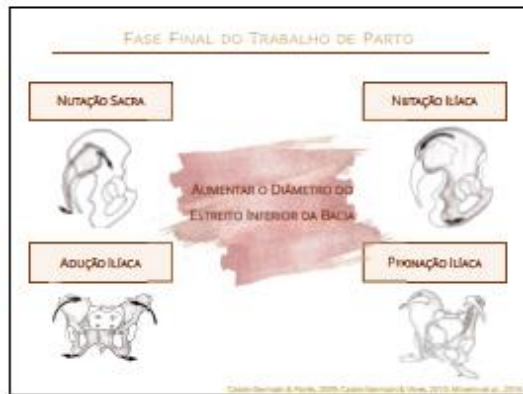 FASE FINAL DO TRABALHO DE PARTO
NUTAÇÃO SACRA
NUTAÇÃO ILÍACA
AUMENTAR O DIÂMETRO DO
ESTREITO INFERIOR DA BACIA
ADUÇÃO ILÍACA
PRONAÇÃO ILÍACA